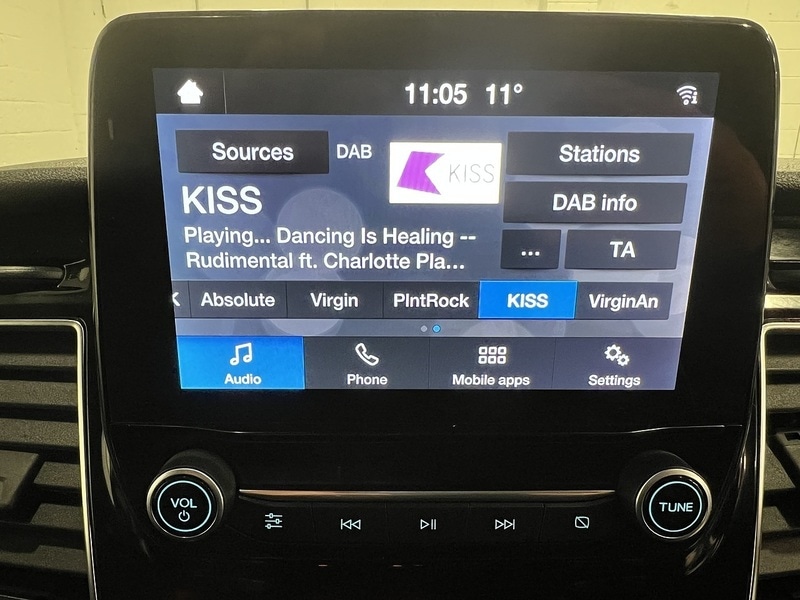 11:05 11°
Sources
DAB
KISS
Stations
KISS
DAB info
Playing... Dancing Is Healing --
Rudimental ft. Charlotte Pla...
...
TA
K
Absolute
Virgin
PlntRock
KISS
VirginAn
Audio
Phone
Mobile apps
Settings
VOL
TUNE